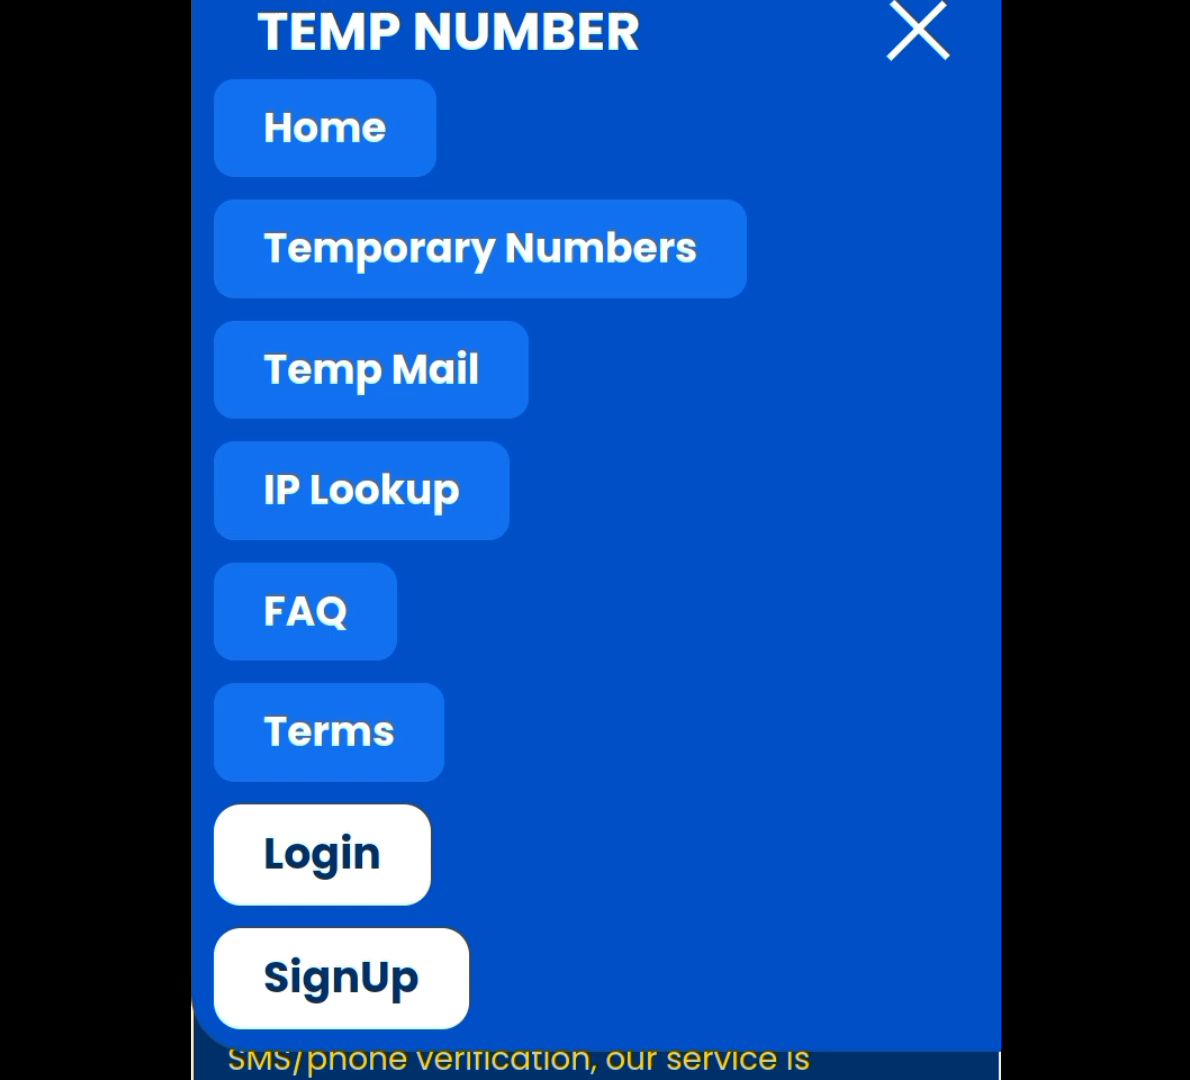 TEMP NUMBER
Home
Temporary Numbers
Temp Mail
IP Lookup
FAQ
Terms
Login
SignUp
SMS/phone verification, our service is